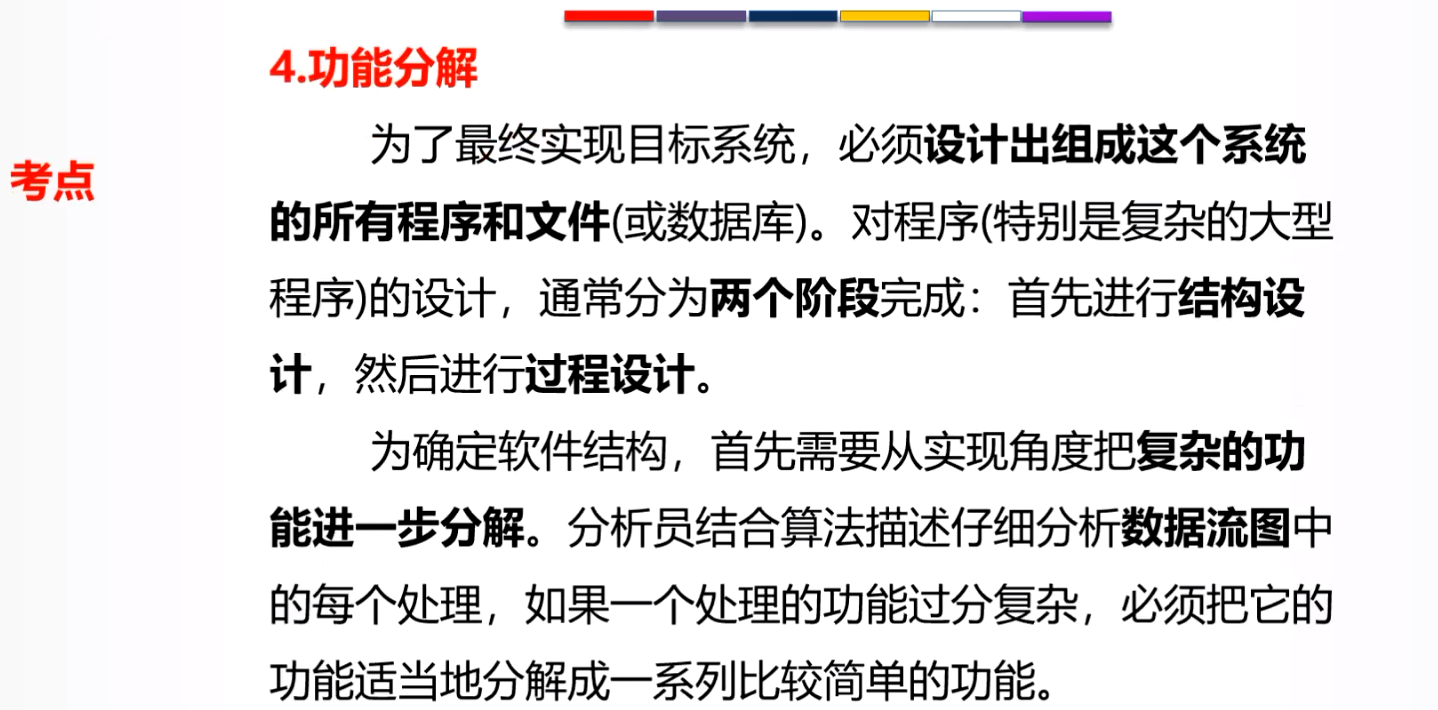 4.功能分解
为了最终实现目标系统，必须设计出组成这个系统
考点
的所有程序和文件(或数据库)。对程序(特别是复杂的大型
程序)的设计，通常分为两个阶段完成：首先进行结构设
计，然后进行过程设计。
为确定软件结构，首先需要从实现角度把复杂的功
能进一步分解。分析员结合算法描述仔细分析数据流图中
的每个处理，如果一个处理的功能过分复杂，必须把它的
功能适当地分解成一系列比较简单的功能。